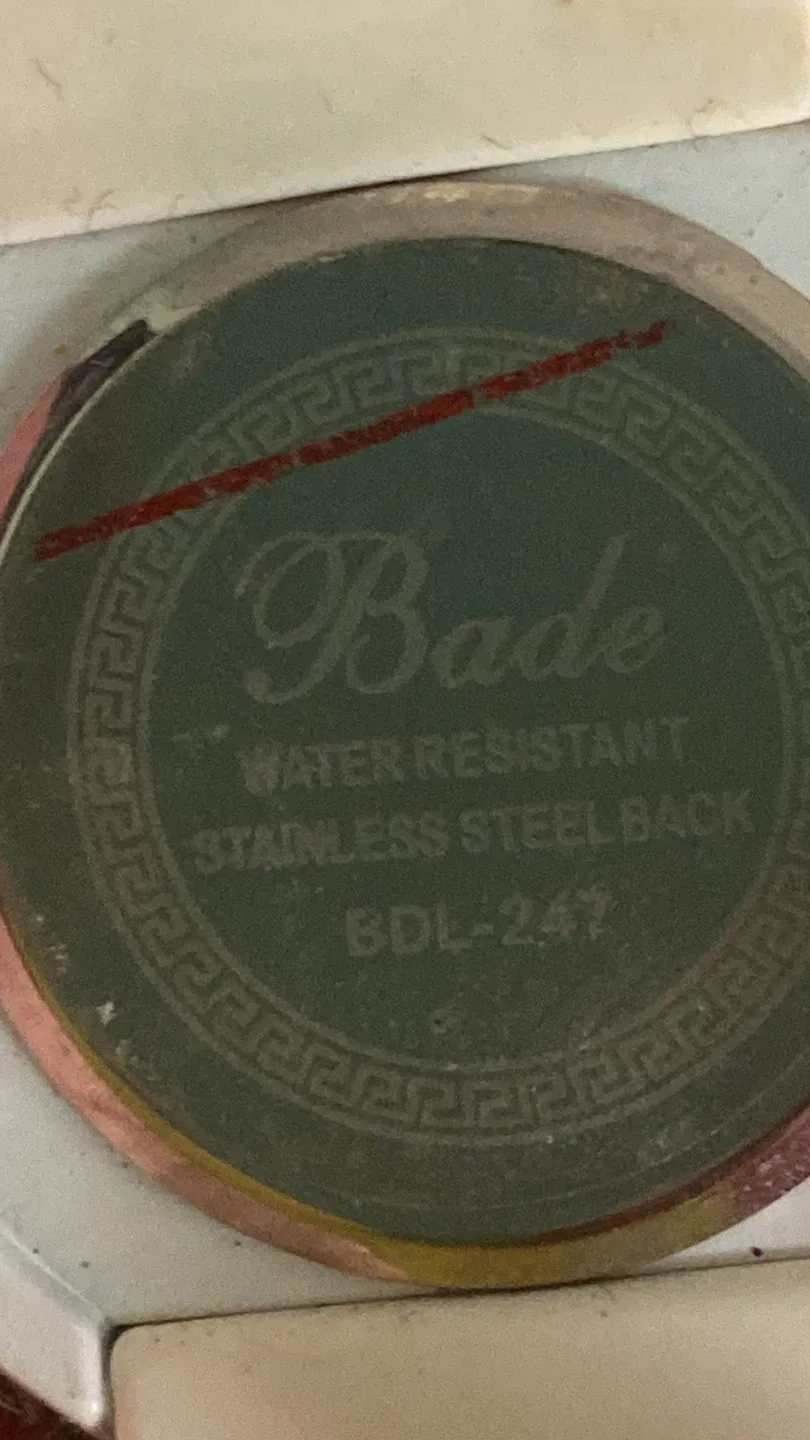 Bade
WATER RESISTANT
STAINLESS STEEL BACK
BDL-247